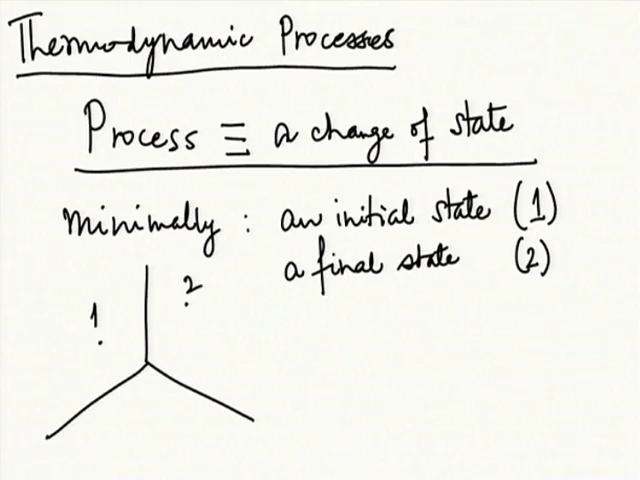 Thermodynamic Processes
Process ≡ a change of state
Minimally : an initial state (1)
a final state (2)
1
2